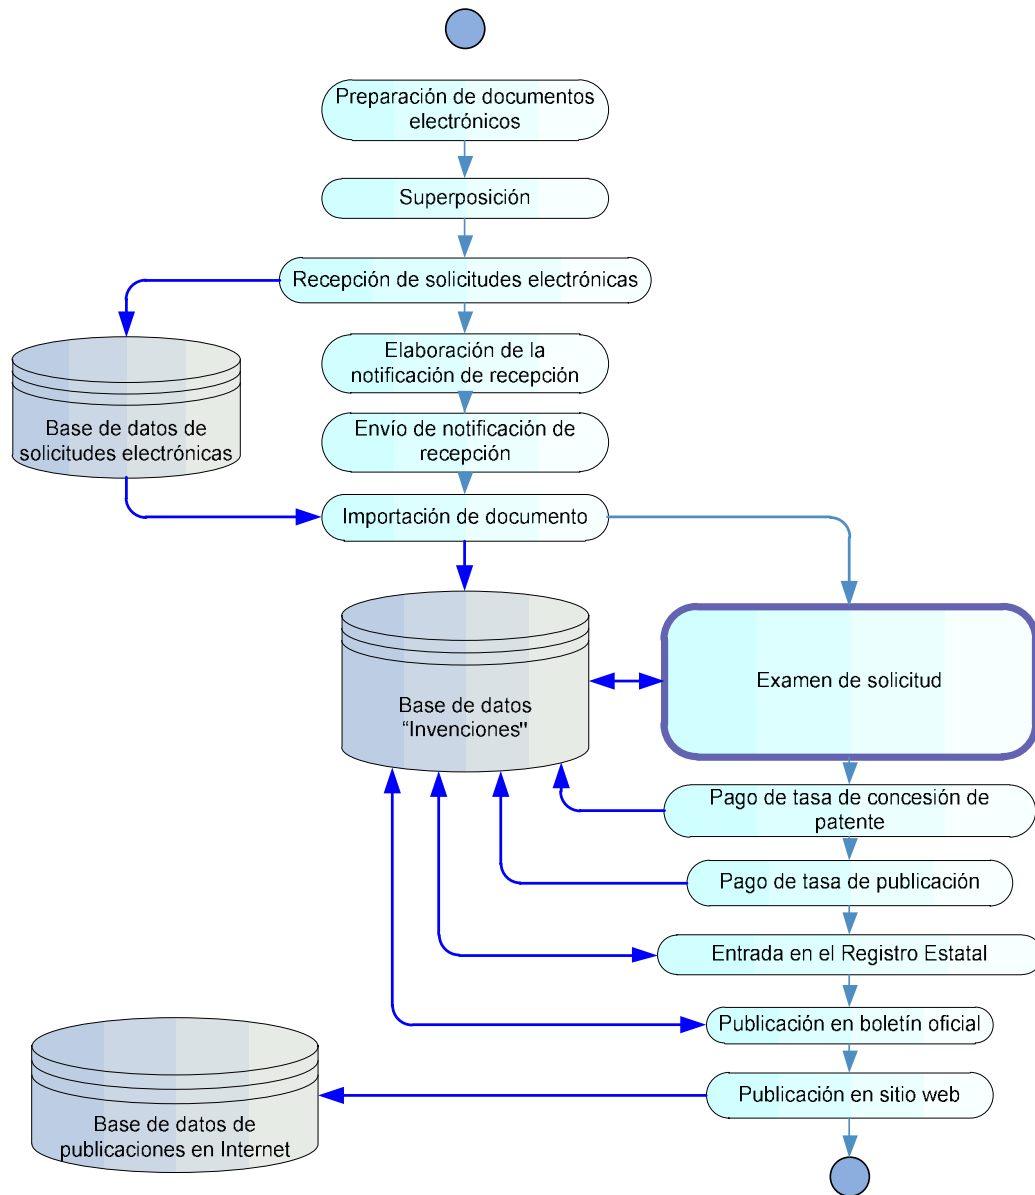 Preparación de documentos
electrónicos
Superposición
Recepción de solicitudes electrónicas
Elaboración de la
notificación de recepción
Base de datos de
solicitudes electrónicas
Envío de notificación de
recepción
Importación de documento
Base de datos
“Invenciones"
Examen de solicitud
Pago de tasa de concesión de
patente
Pago de tasa de publicación
Entrada en el Registro Estatal
Publicación en boletín oficial
Publicación en sitio web
Base de datos de
publicaciones en Internet